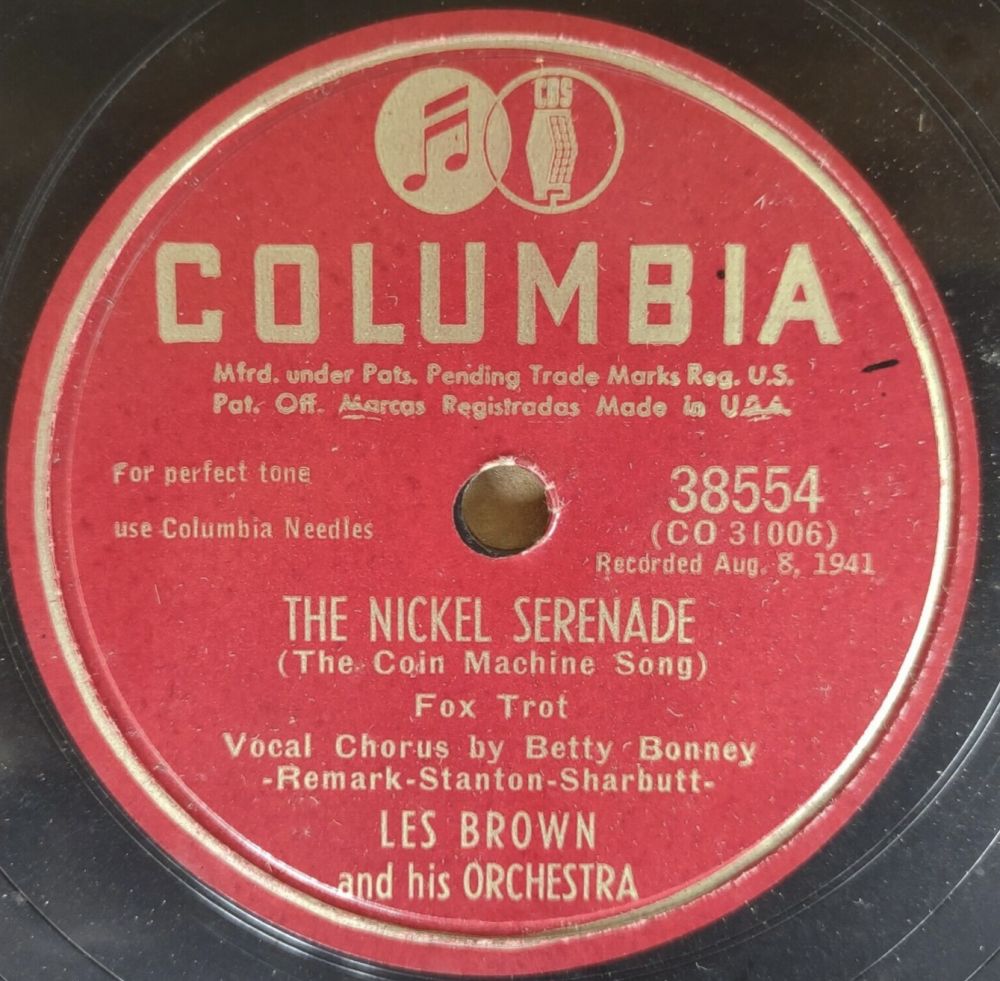 CBS
COLUMBIA
Mfrd. under Pats. Pending Trade Marks Reg. U.S.
Pat. Off. Marcas Registradas Made in U.S.A.
For perfect tone
use Columbia Needles
38554
(CO 31006)
Recorded Aug. 8, 1941
THE NICKEL SERENADE
(The Coin Machine Song)
Fox Trot
Vocal Chorus by Betty Bonney
-Remark-Stanton-Sharbutt-
LES BROWN
and his ORCHESTRA